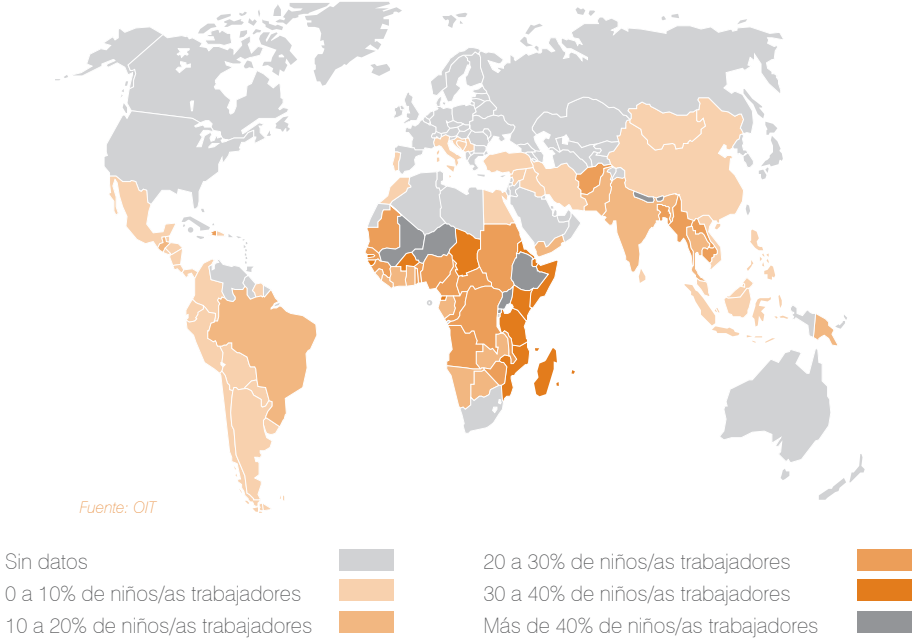 Fuente: OIT
Sin datos
0 a 10% de niños/as trabajadores
10 a 20% de niños/as trabajadores
20 a 30% de niños/as trabajadores
30 a 40% de niños/as trabajadores
Más de 40% de niños/as trabajadores